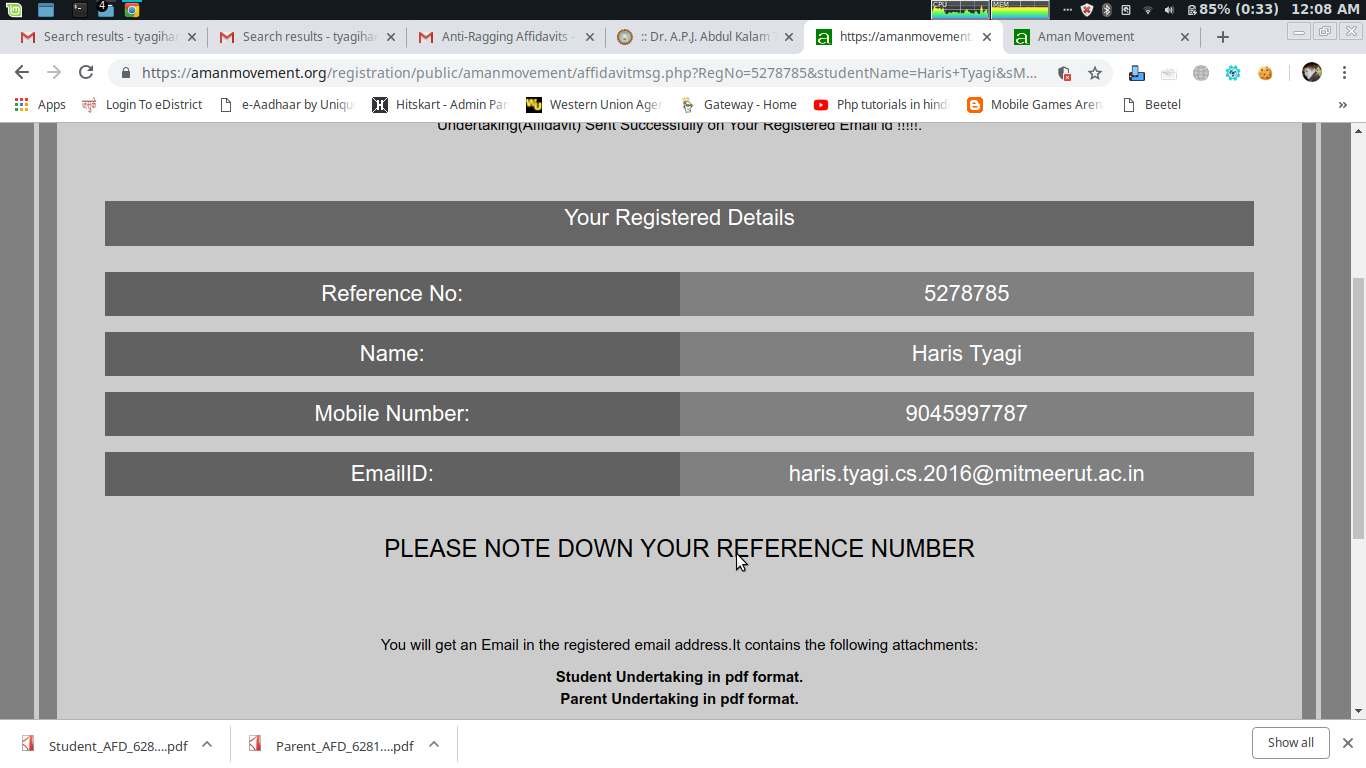 CPU
MEM
85% (0:33) 12:08 AM
4
Search results - tyagihar
Search results - tyagihar
Anti-Ragging Affidavits -
:: Dr. A.P.J. Abdul Kalam T
https://amanmovement.
Aman Movement
https://amanmovement.org/registration/public/amanmovement/affidavitmsg.php?RegNo=5278785&studentName=Haris+Tyagi&sM...
Apps
Login To eDistrict
e-Aadhaar by Uniqu
Hitskart - Admin Pan
Western Union Agen
Gateway - Home
Php tutorials in hindi
Mobile Games Aren
Beetel
»
Undertaking(Affidavit) Sent Successfully on Your Registered Email id !!!!!.
Your Registered Details
Reference No: 5278785
Name: Haris Tyagi
Mobile Number: 9045997787
EmailID: haris.tyagi.cs.2016@mitmeerut.ac.in
PLEASE NOTE DOWN YOUR REFERENCE NUMBER
You will get an Email in the registered email address.It contains the following attachments:
Student Undertaking in pdf format.
Parent Undertaking in pdf format.
Student_AFD_628....pdf
Parent_AFD_6281....pdf
Show all